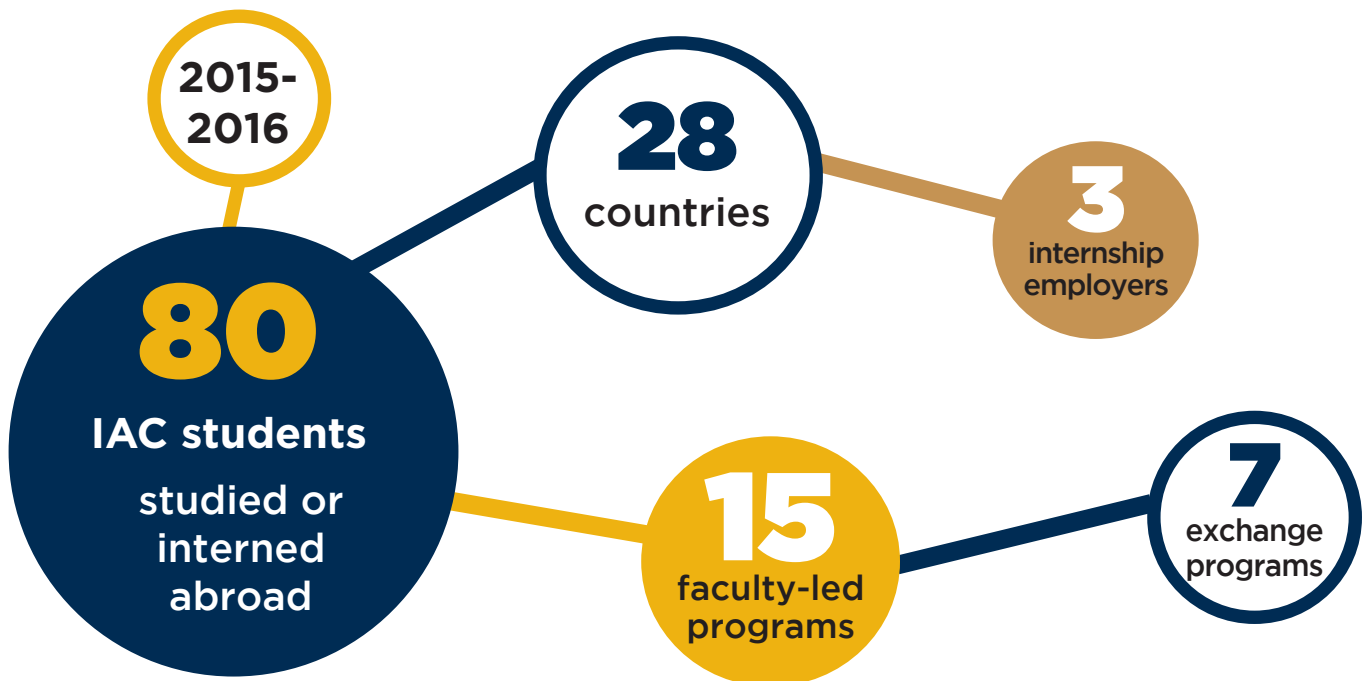 2015-
2016
80
IAC students
studied or
interned
abroad
28
countries
3
internship
employers
15
faculty-led
programs
7
exchange
programs